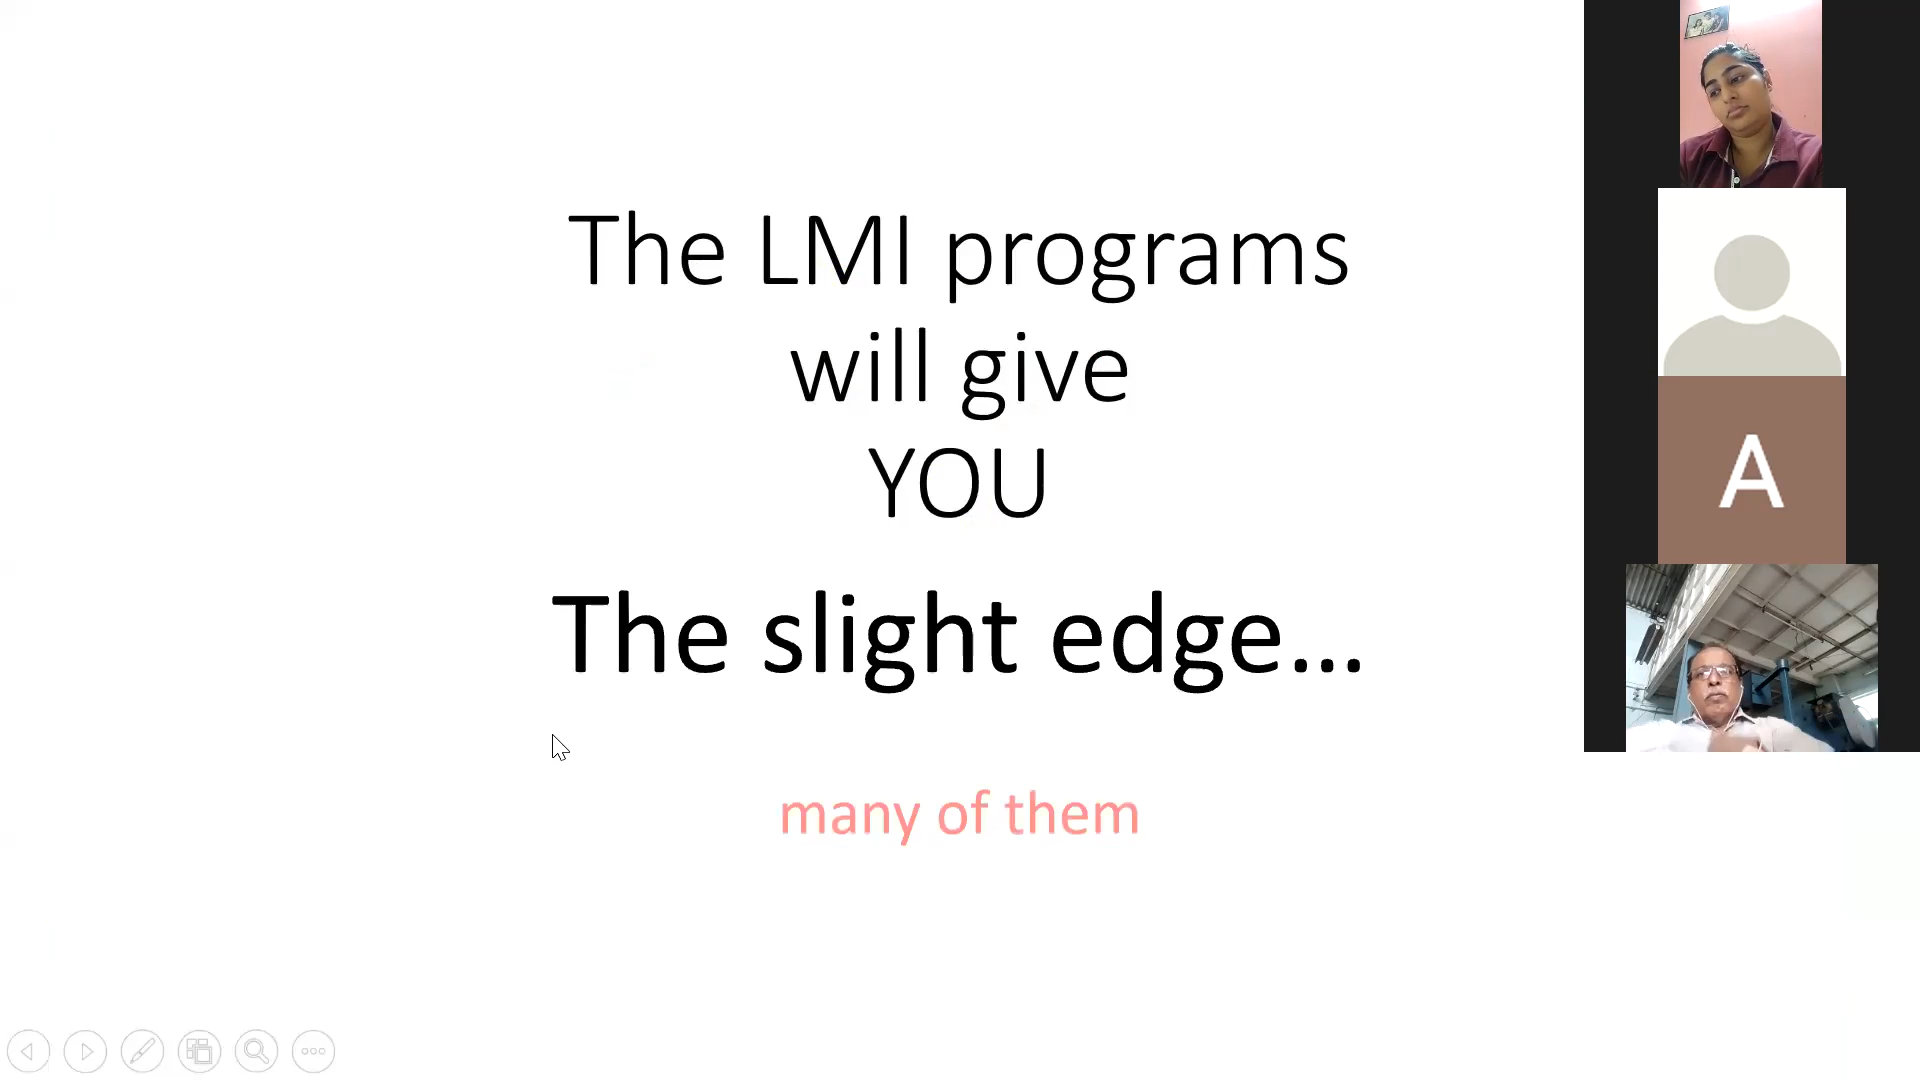 The LMI programs
will give
YOU
The slight edge...
many of them
A